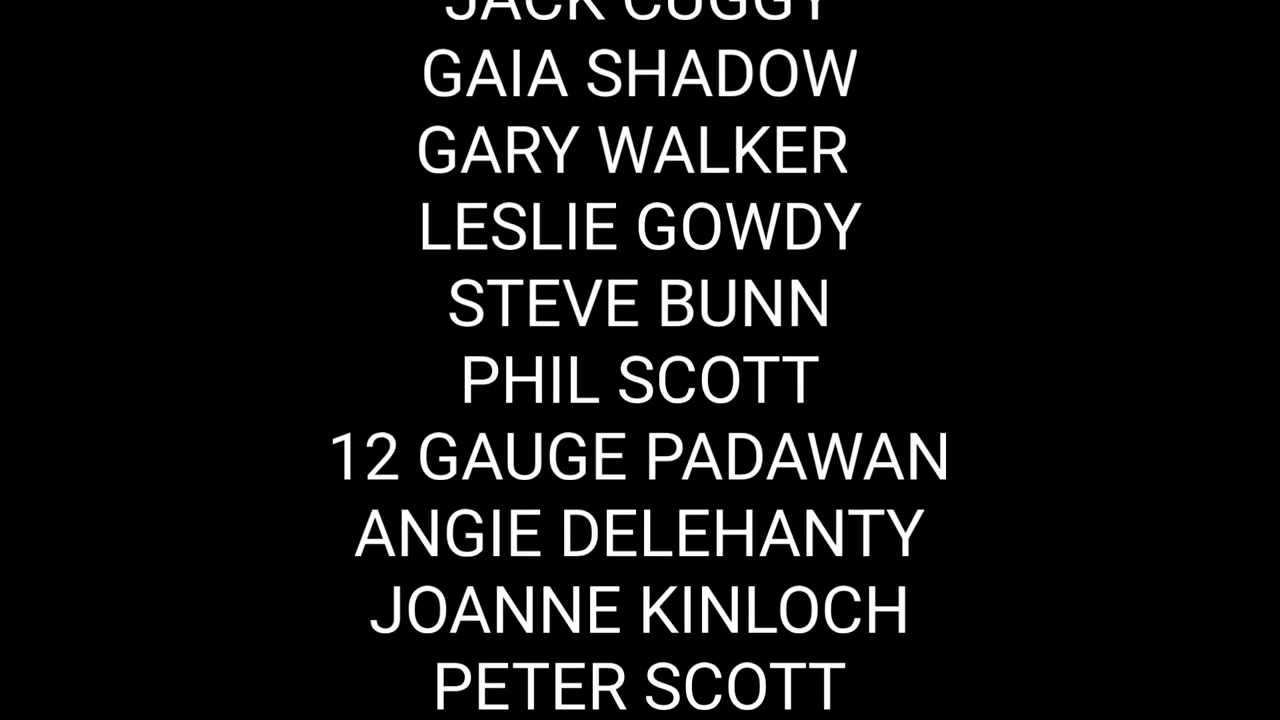 JACK CUGGY
GAIA SHADOW
GARY WALKER
LESLIE GOWDY
STEVE BUNN
PHIL SCOTT
12 GAUGE PADAWAN
ANGIE DELEHANTY
JOANNE KINLOCH
PETER SCOTT